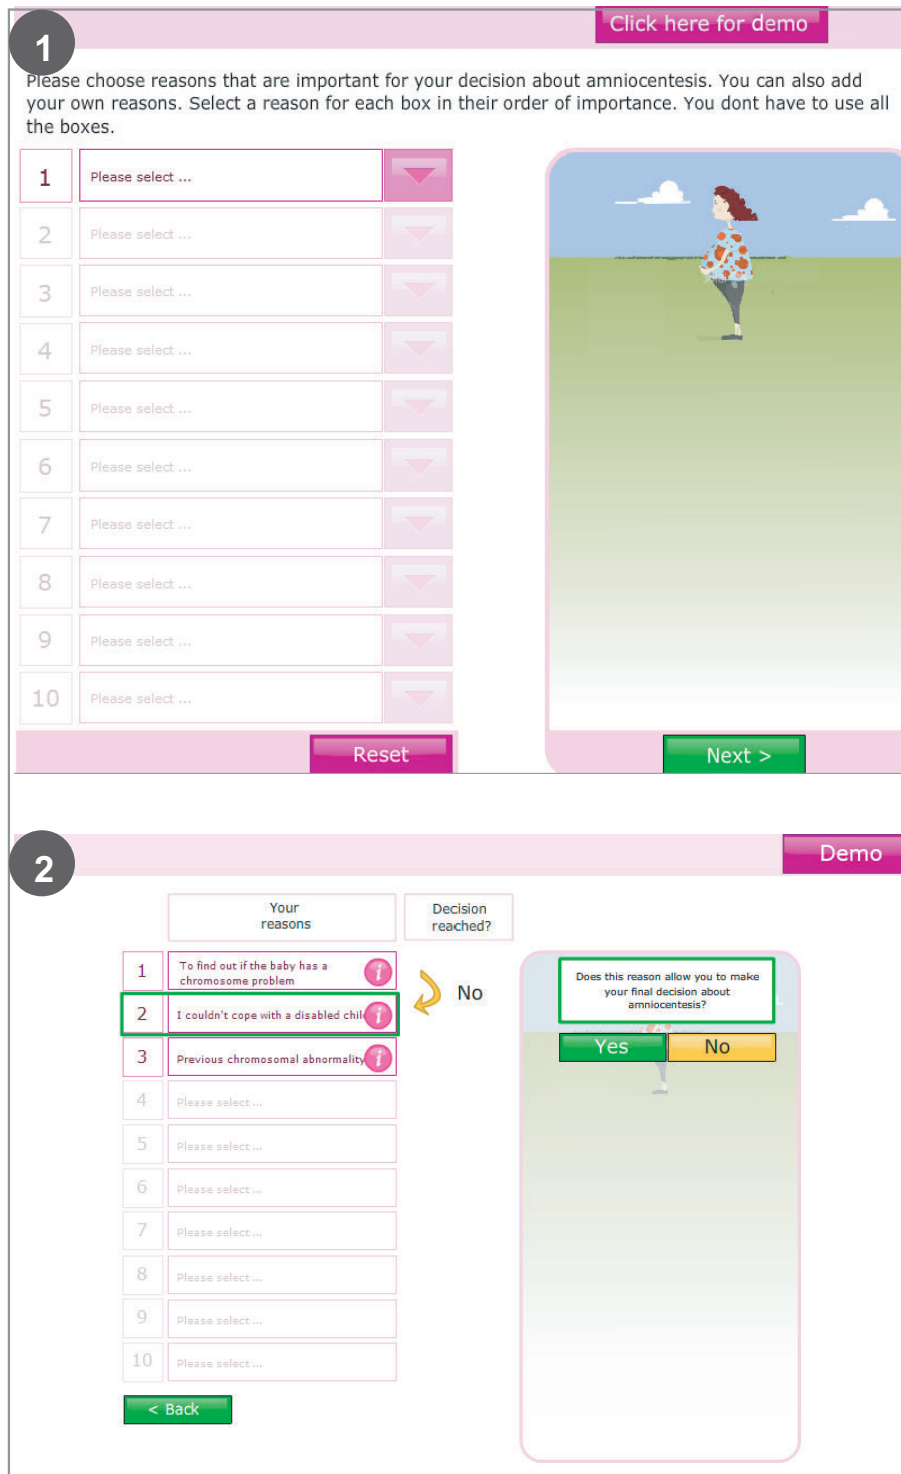 1
Click here for demo
Please choose reasons that are important for your decision about amniocentesis. You can also add
your own reasons. Select a reason for each box in their order of importance. You dont have to use all
the boxes.
1 Please select ...
2 Please select ...
3 Please select ...
4 Please select ...
5 Please select ...
6 Please select ...
7 Please select ...
8 Please select ...
9 Please select ...
10 Please select ...
Reset
Next >
2
Demo
Your
reasons
Decision
reached?
1 To find out if the baby has a
chromosome problem i
No
2 I couldn't cope with a disabled chil i
3 Previous chromosomal abnormality i
4 Please select ...
5 Please select ...
6 Please select ...
7 Please select ...
8 Please select ...
9 Please select ...
10 Please select ...
< Back
Does this reason allow you to make
your final decision about
amniocentesis?
Yes No